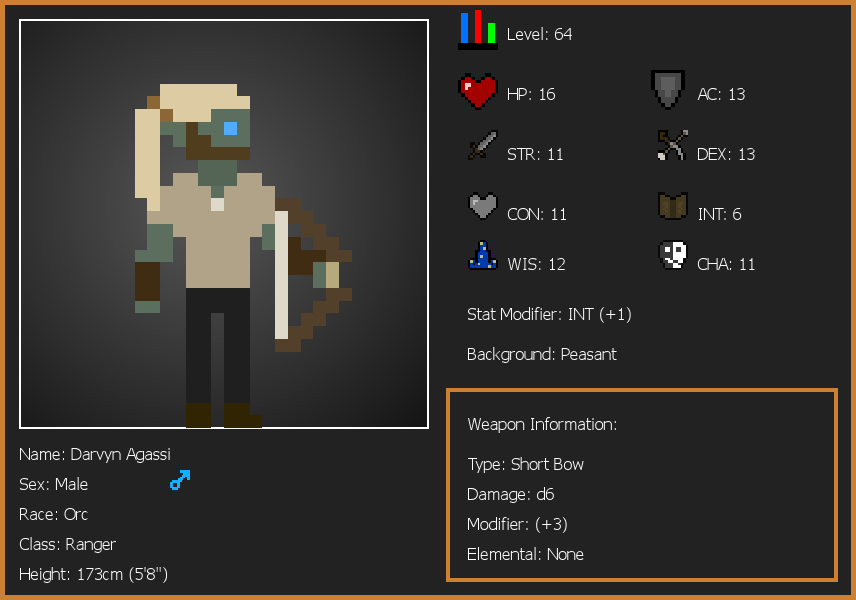 Level: 64
HP: 16
AC: 13
STR: 11
DEX: 13
CON: 11
INT: 6
WIS: 12
CHA: 11
Stat Modifier: INT (+1)
Background: Peasant
Weapon Information:
Type: Short Bow
Damage: d6
Modifier: (+3)
Elemental: None
Name: Darvyn Agassi
Sex: Male
Race: Orc
Class: Ranger
Height: 173cm (5'8")